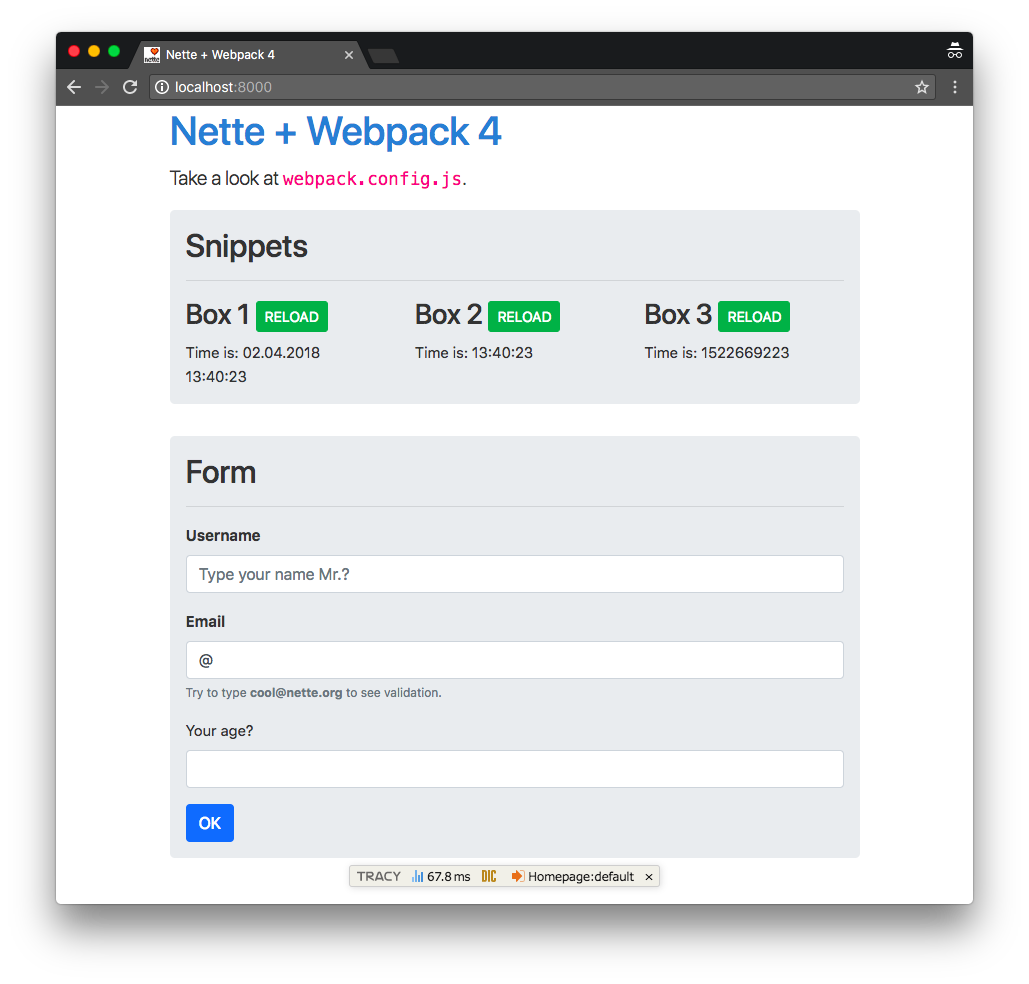 Nette + Webpack 4
localhost:8000
Nette + Webpack 4
Take a look at webpack.config.js.
Snippets
Box 1 RELOAD
Time is: 02.04.2018
13:40:23
Box 2 RELOAD
Time is: 13:40:23
Box 3 RELOAD
Time is: 1522669223
Form
Username
Type your name Mr.?
Email
@
Try to type cool@nette.org to see validation.
Your age?
OK
TRACY 67.8 ms DIC Homepage:default ×